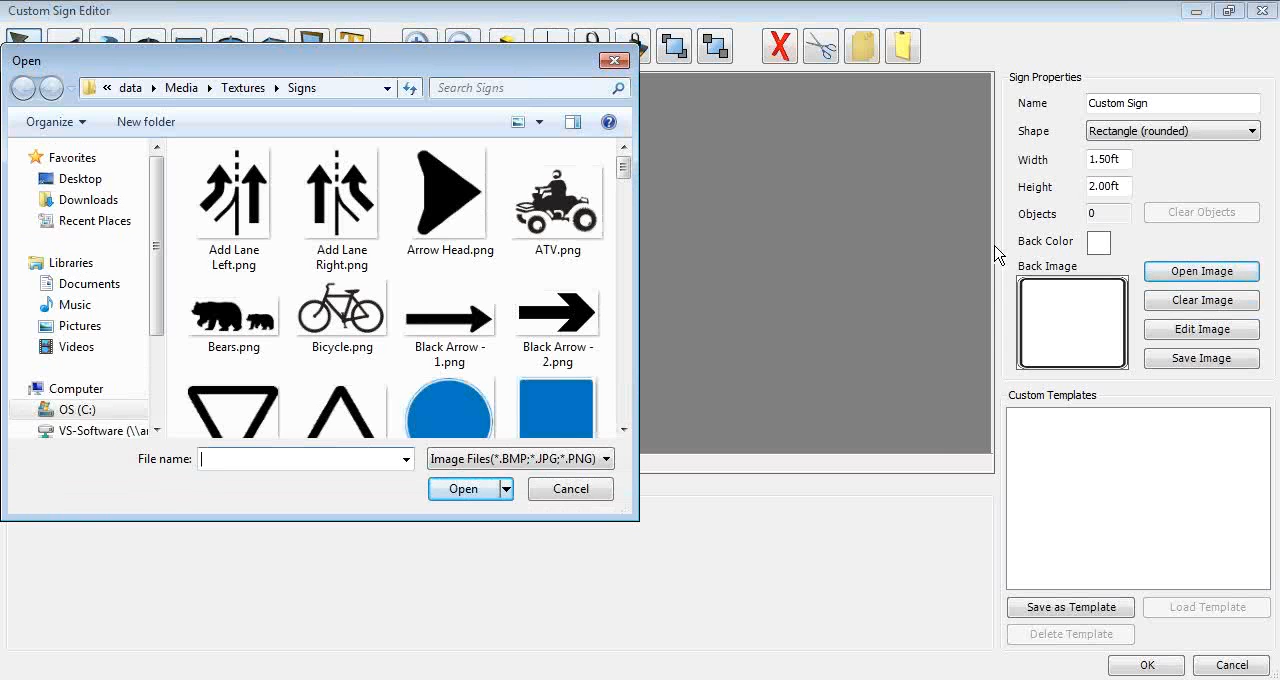 Custom Sign Editor
Open
« data Media Textures Signs
Search Signs
Organize
New folder
Favorites
Desktop
Downloads
Recent Places
Libraries
Documents
Music
Pictures
Videos
Computer
OS (C:)
Add Lane
Left.png
Add Lane
Right.png
Arrow Head.png
ATV.png
Bears.png
Bicycle.png
Black Arrow -
1.png
Black Arrow -
2.png
File name:
Image Files(*.BMP;*.JPG;*.PNG)
Open
Cancel
Sign Properties
Name
Custom Sign
Shape
Rectangle (rounded)
Width
1.50ft
Height
2.00ft
Objects
0
Clear Objects
Back Color
Back Image
Open Image
Clear Image
Edit Image
Save Image
Custom Templates
Save as Template
Load Template
Delete Template
OK
Cancel